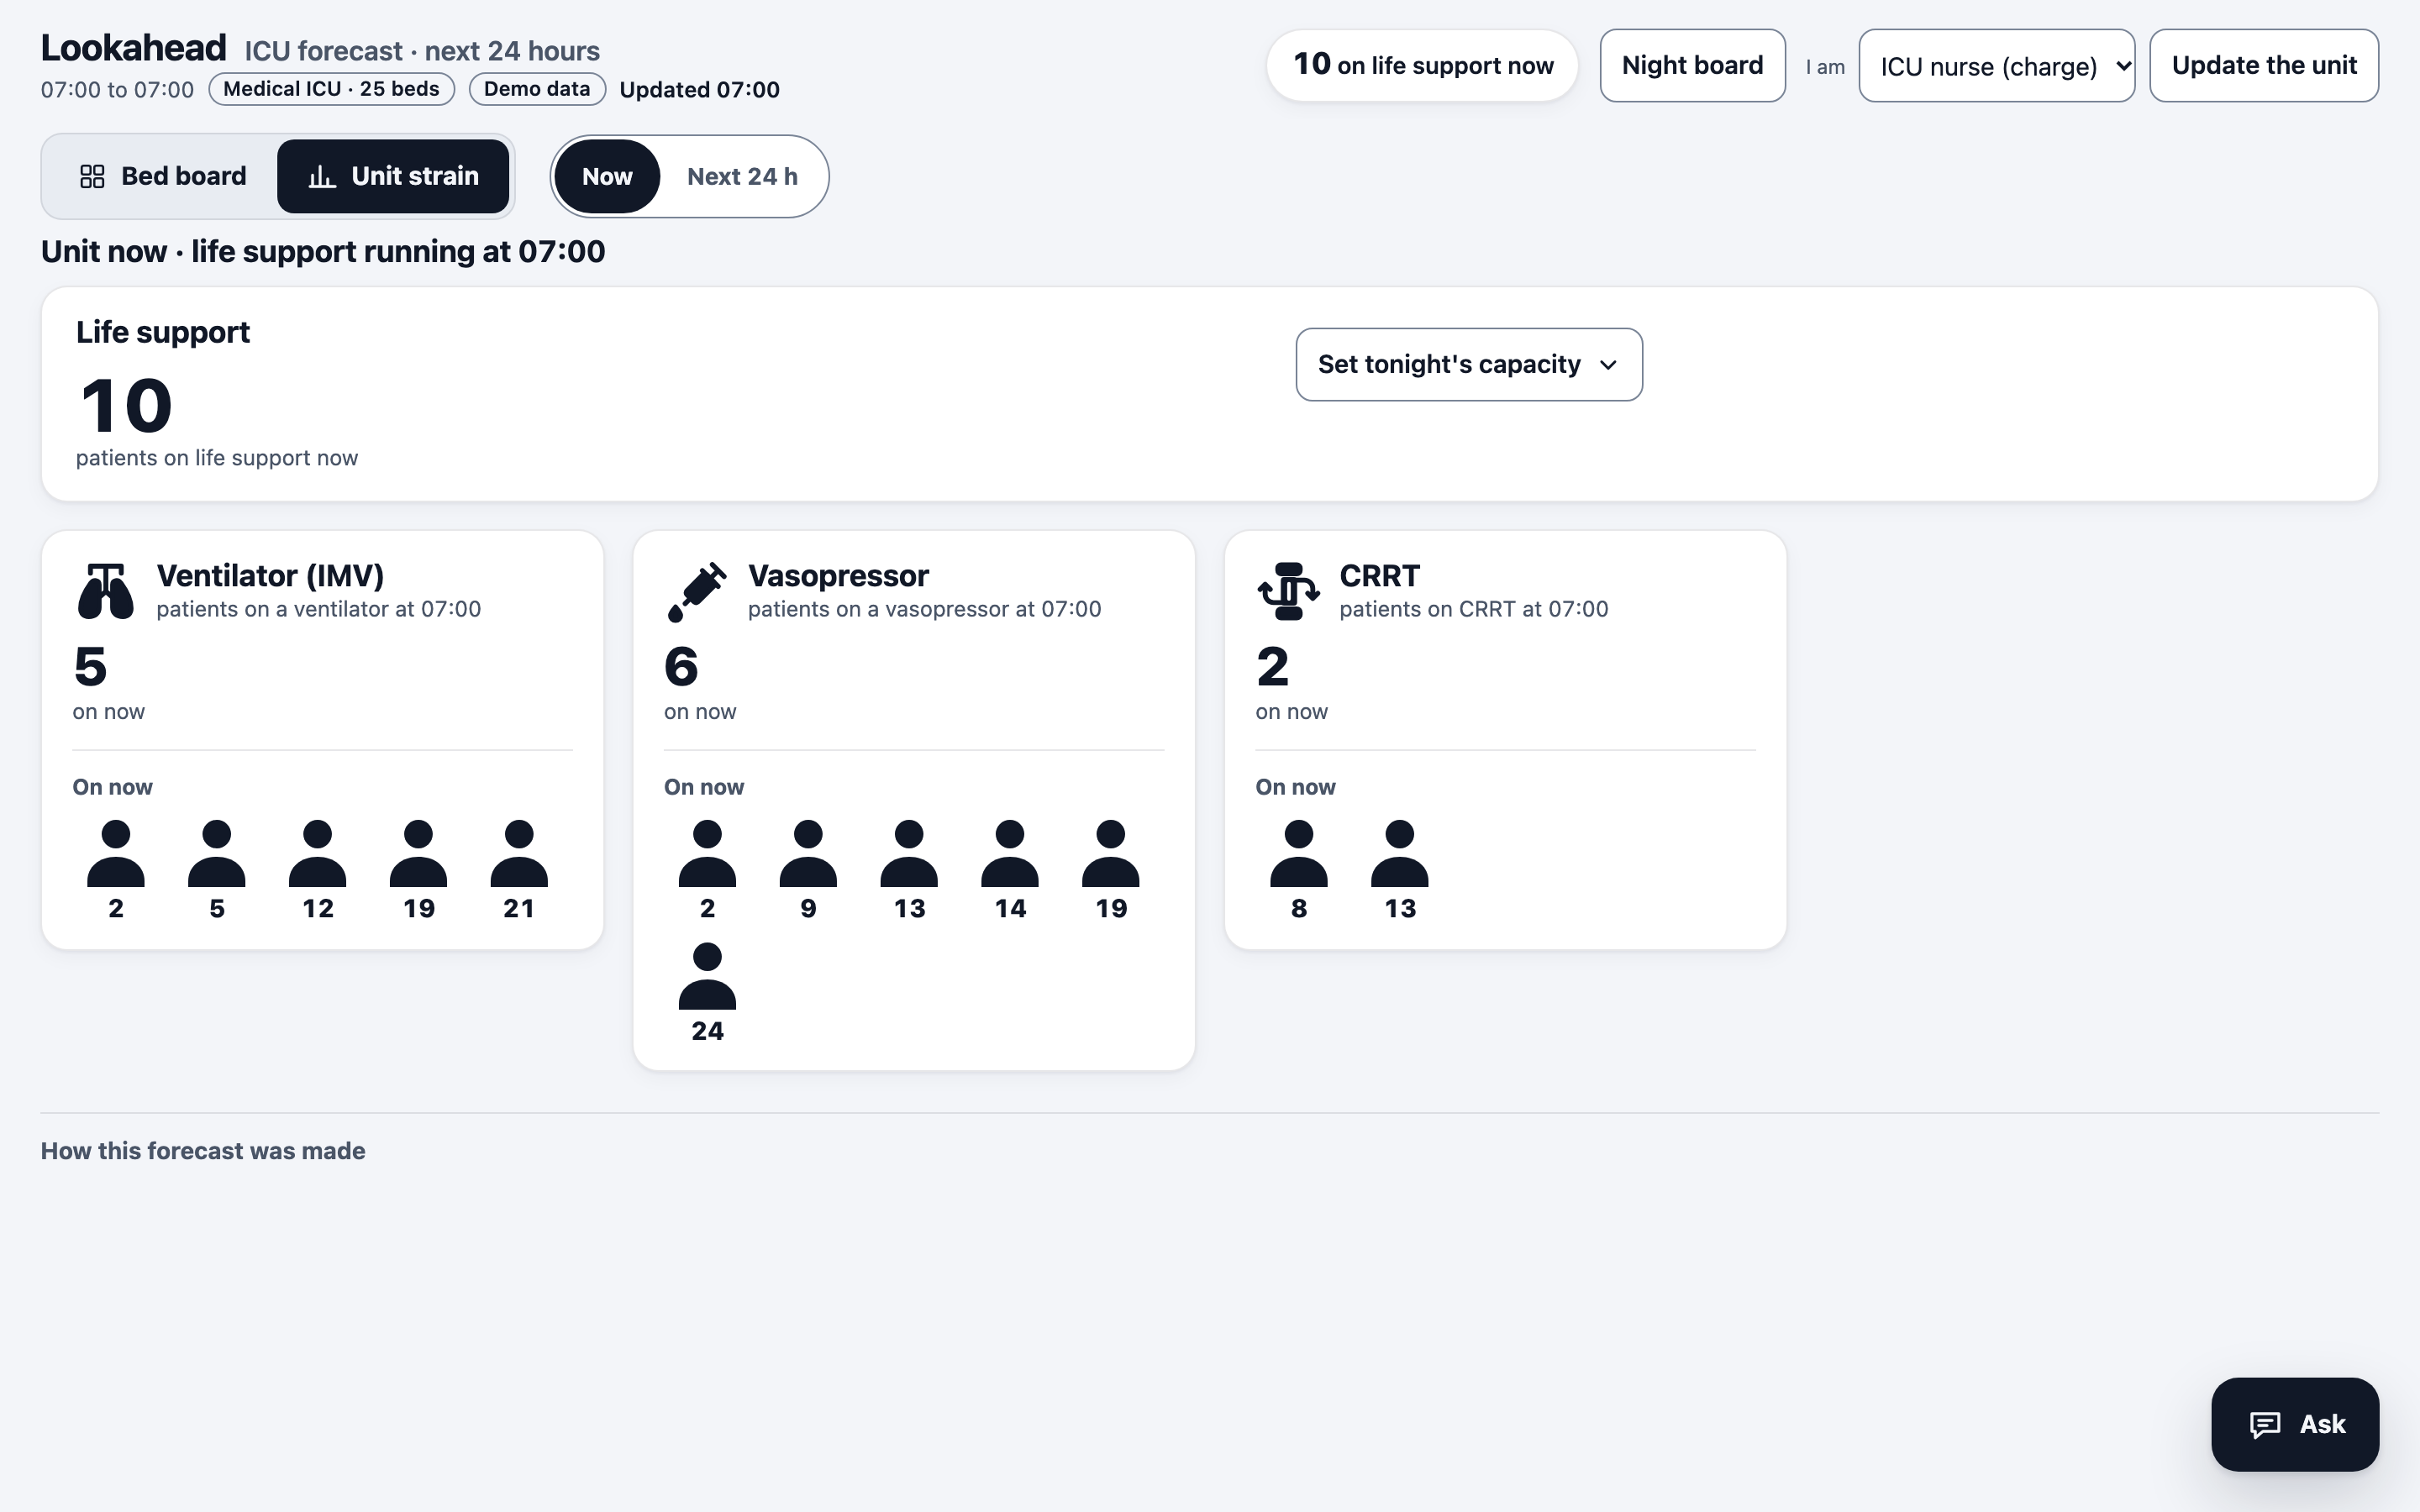 Lookahead ICU forecast · next 24 hours
07:00 to 07:00 Medical ICU · 25 beds Demo data Updated 07:00
10 on life support now Night board I am ICU nurse (charge) Update the unit
Bed board Unit strain Now Next 24 h
Unit now · life support running at 07:00
Life support
10
patients on life support now
Set tonight's capacity
Ventilator (IMV)
patients on a ventilator at 07:00
5
on now
On now
2 5 12 19 21
Vasopressor
patients on a vasopressor at 07:00
6
on now
On now
2 9 13 14 19
24
CRRT
patients on CRRT at 07:00
2
on now
On now
8 13
How this forecast was made
Ask